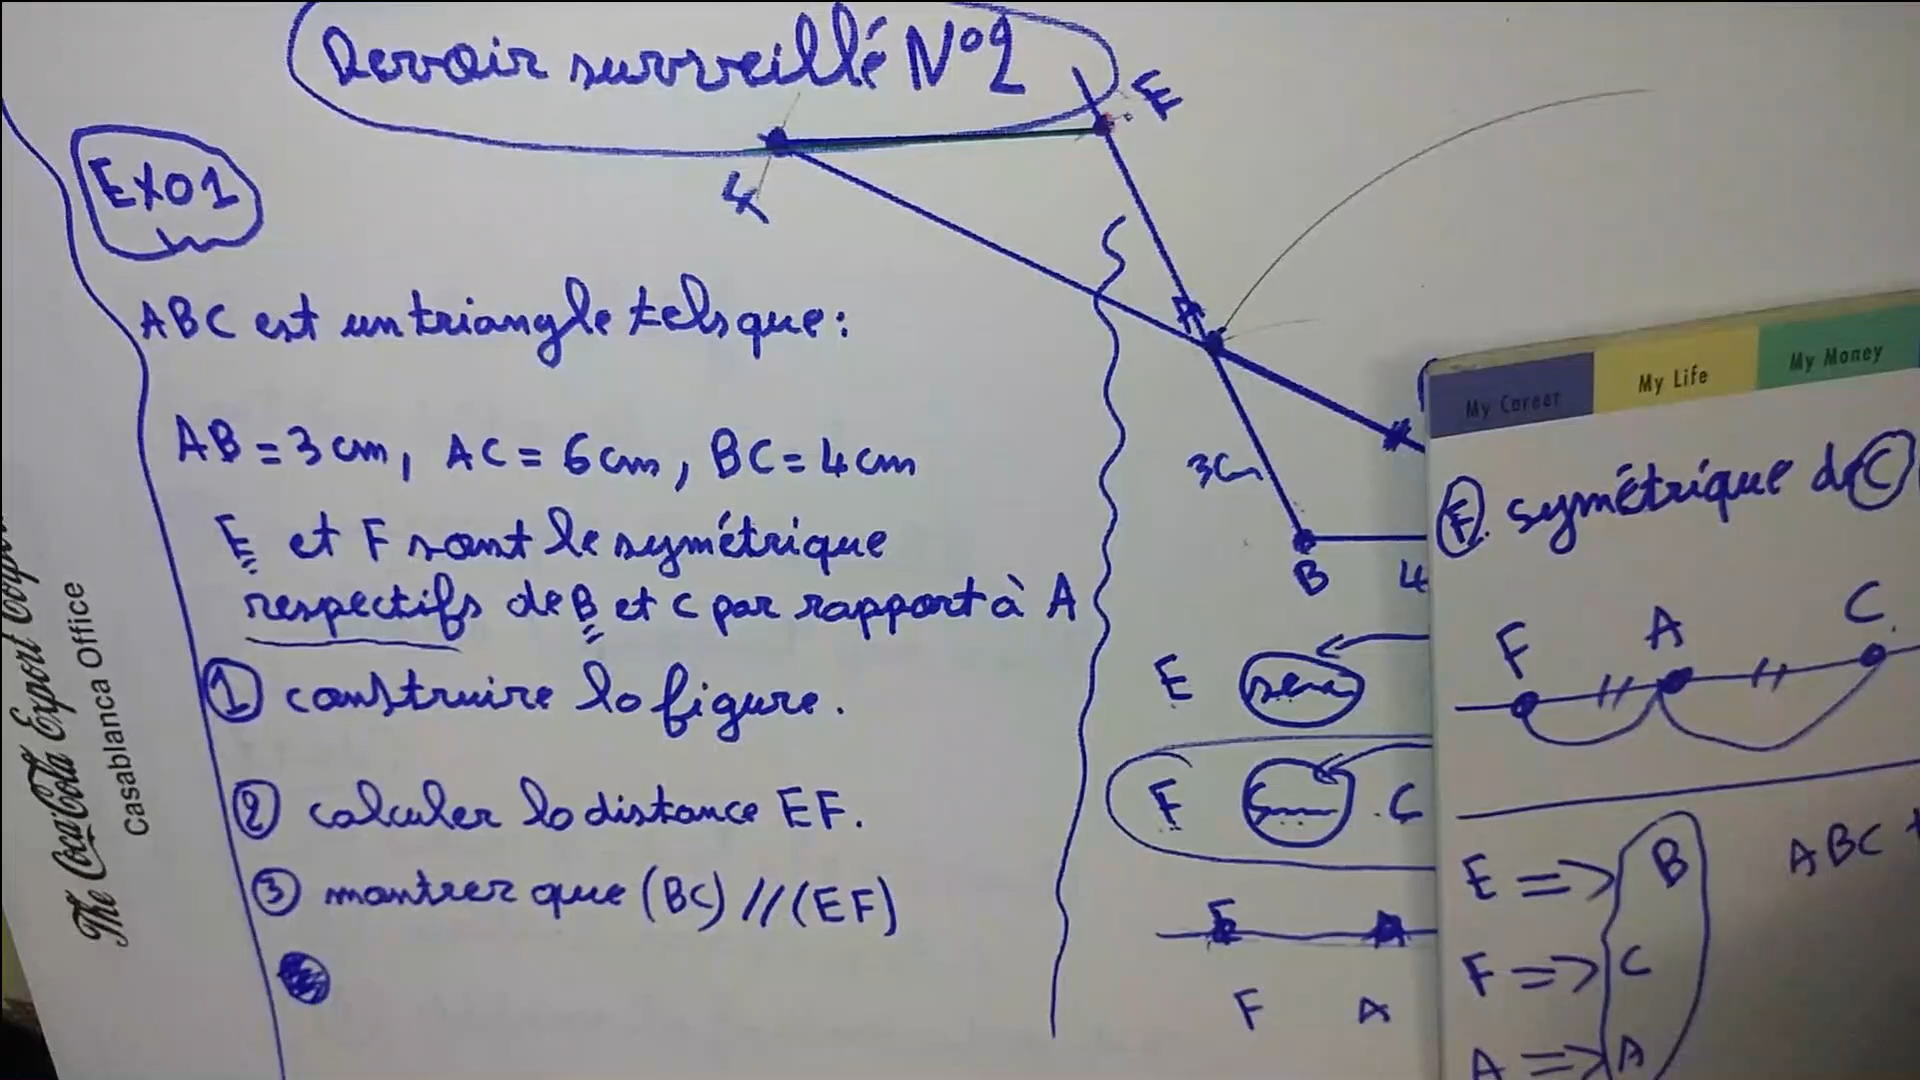 Devoir surveillé N°2
E
F
Exo1
ABC est un triangle tels que :
AB = 3 cm, AC = 6 cm, BC = 4 cm
E et F sont le symétrique
respectifs de B et C par rapport à A
① construire la figure.
② calculer la distance EF.
③ montrer que (BC) // (EF)
A
3cm
B
4
E
F
C
E
A
F
A
The Coca-Cola Export
Casablanca Office
My Career
My Life
My Money
F symétrique de C
F
A
C
E => B
ABC
F => C
A => A